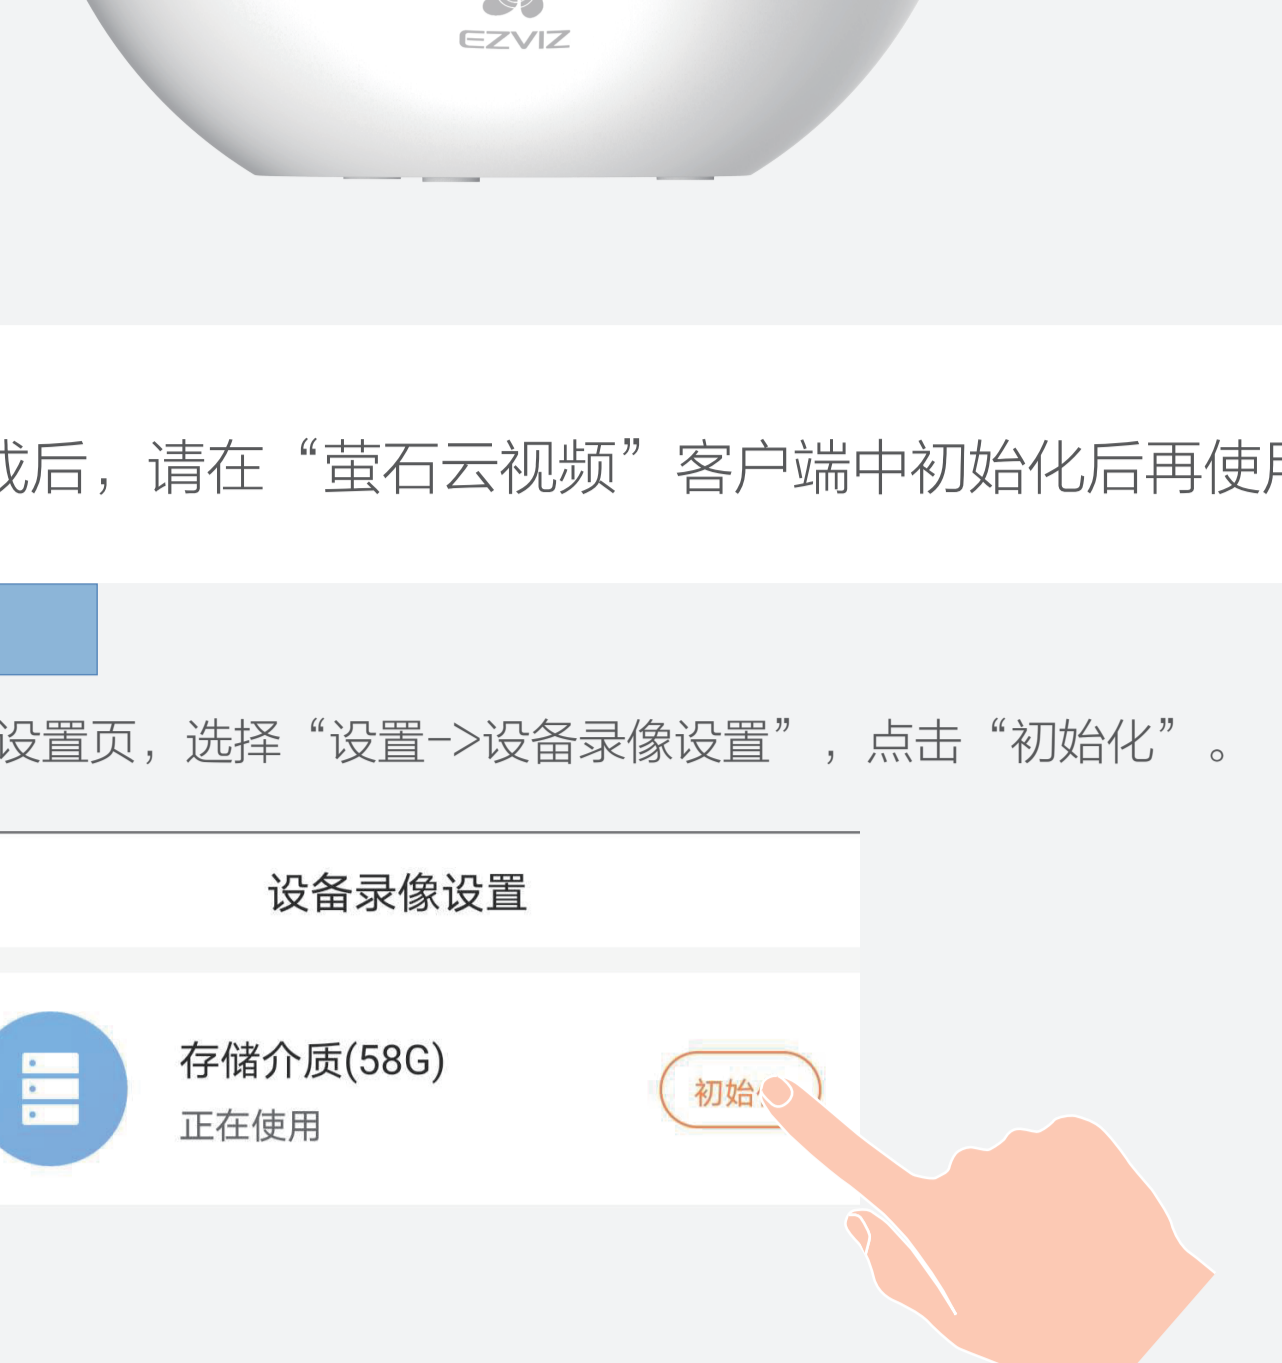 EZVIZ
后，请在“萤石云视频”客户端中初始化后再使
设置页，选择“设置->设备录像设置”，点击“初始化”。
设备录像设置
存储介质(58G)
初始
正在使用